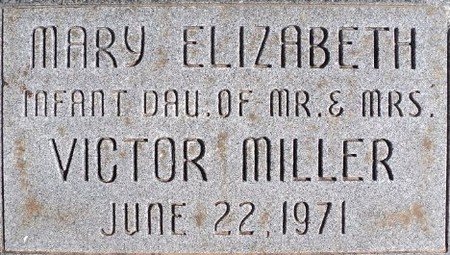 MARY ELIZABETH
INFANT DAU. OF MR. & MRS.
VICTOR MILLER
JUNE 22, 1971